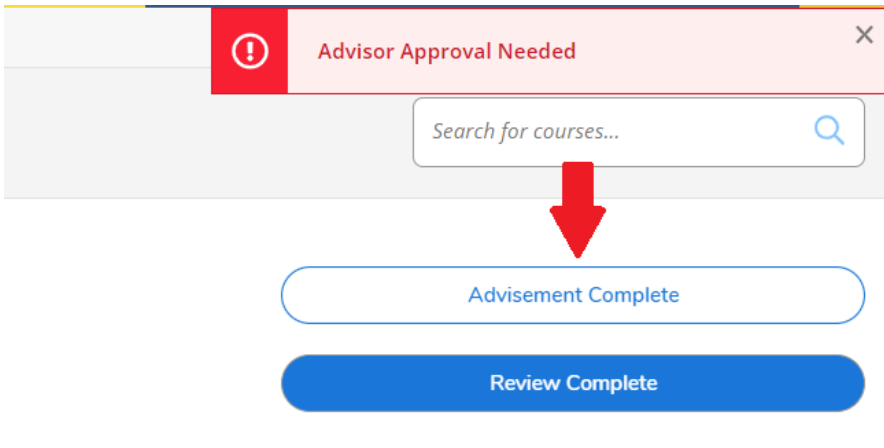 Advisor Approval Needed
Search for courses...
Advisement Complete
Review Complete